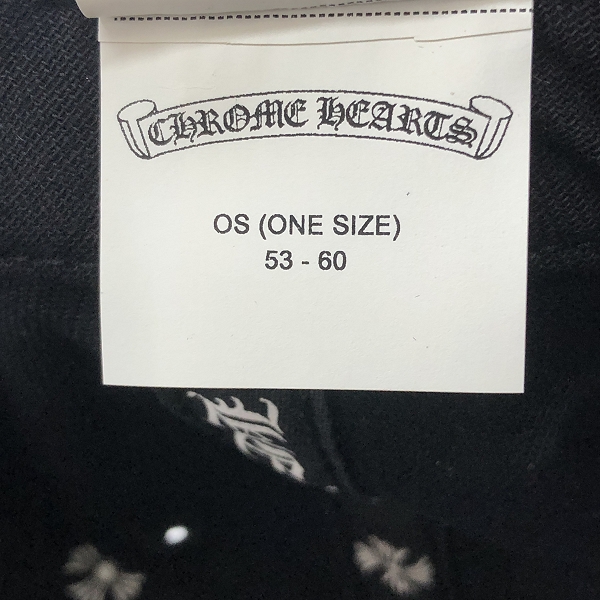 CHROME HEARTS
OS (ONE SIZE)
53 - 60